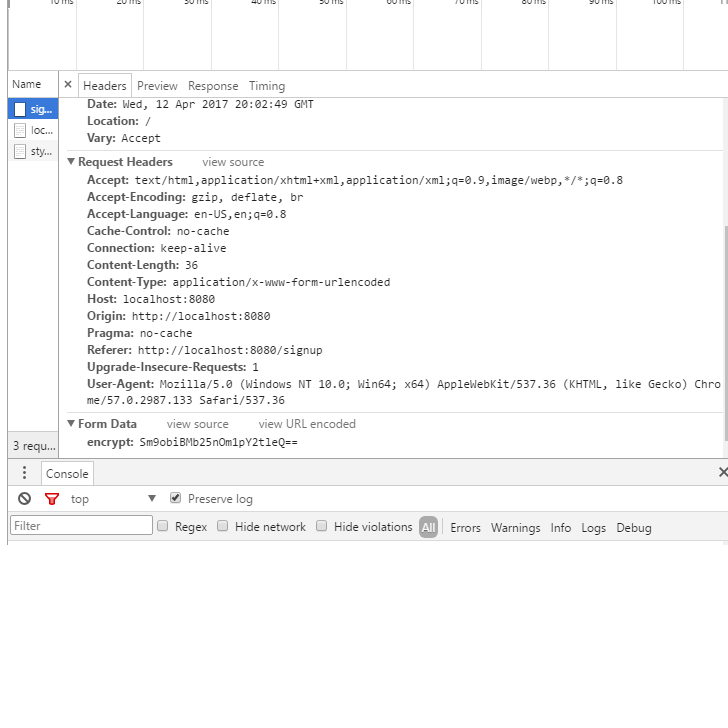 10 ms 20 ms 30 ms 40 ms 50 ms 60 ms 70 ms 80 ms 90 ms 100 ms
Name × Headers Preview Response Timing
sig...
loc...
sty...
Date: Wed, 12 Apr 2017 20:02:49 GMT
Location: /
Vary: Accept
Request Headers view source
Accept: text/html,application/xhtml+xml,application/xml;q=0.9,image/webp,*/*;q=0.8
Accept-Encoding: gzip, deflate, br
Accept-Language: en-US,en;q=0.8
Cache-Control: no-cache
Connection: keep-alive
Content-Length: 36
Content-Type: application/x-www-form-urlencoded
Host: localhost:8080
Origin: http://localhost:8080
Pragma: no-cache
Referer: http://localhost:8080/signup
Upgrade-Insecure-Requests: 1
User-Agent: Mozilla/5.0 (Windows NT 10.0; Win64; x64) AppleWebKit/537.36 (KHTML, like Gecko) Chro
me/57.0.2987.133 Safari/537.36
Form Data view source view URL encoded
encrypt: Sm9obiBMb25nOm1pY2tleQ==
3 requ...
Console
top Preserve log
Filter Regex Hide network Hide violations All Errors Warnings Info Logs Debug